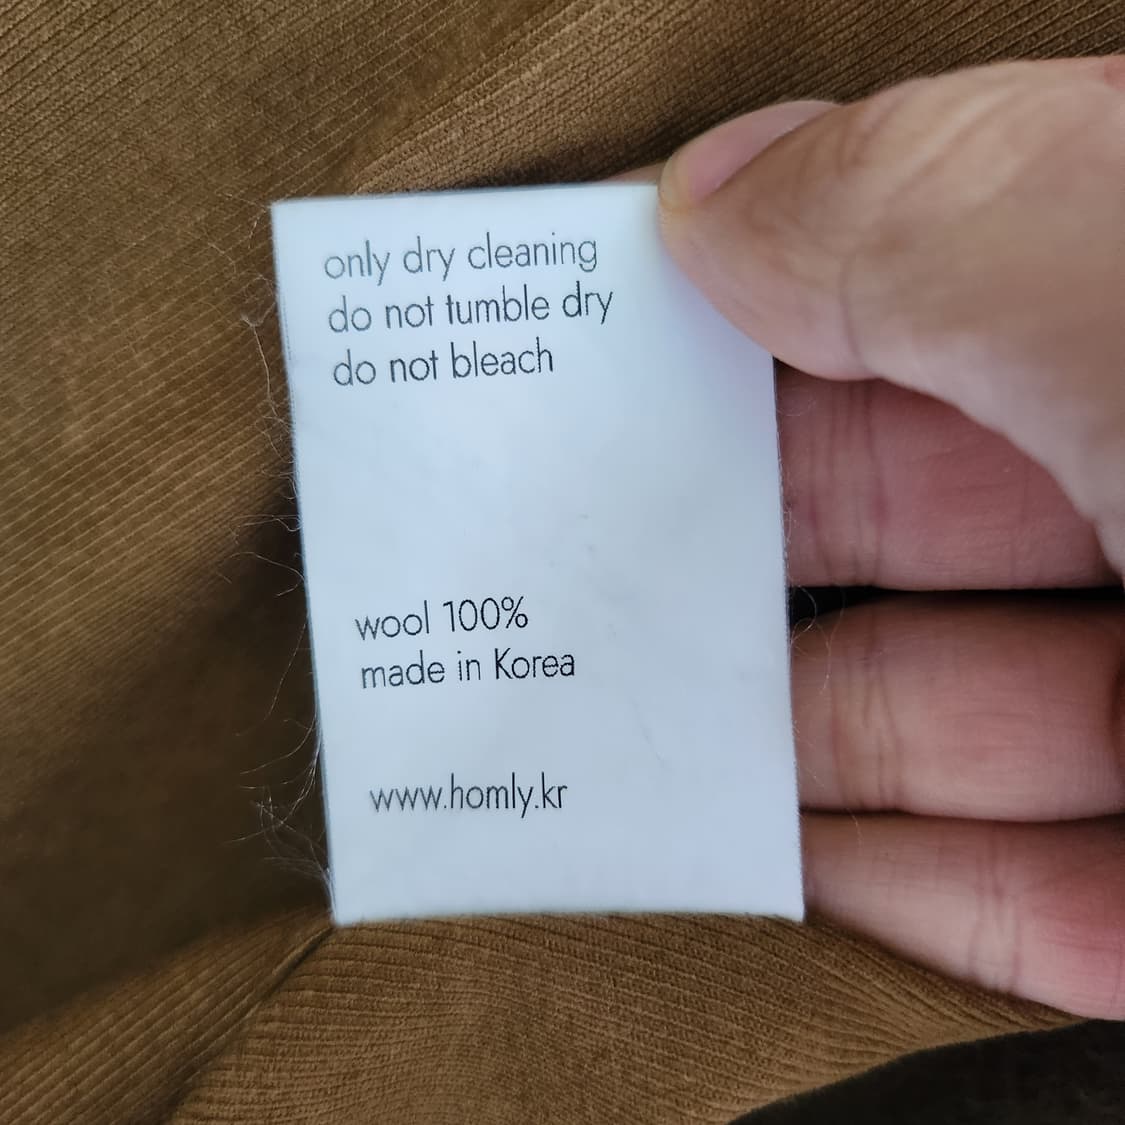 only dry cleaning
do not tumble dry
do not bleach
wool 100%
made in Korea
www.homly.kr